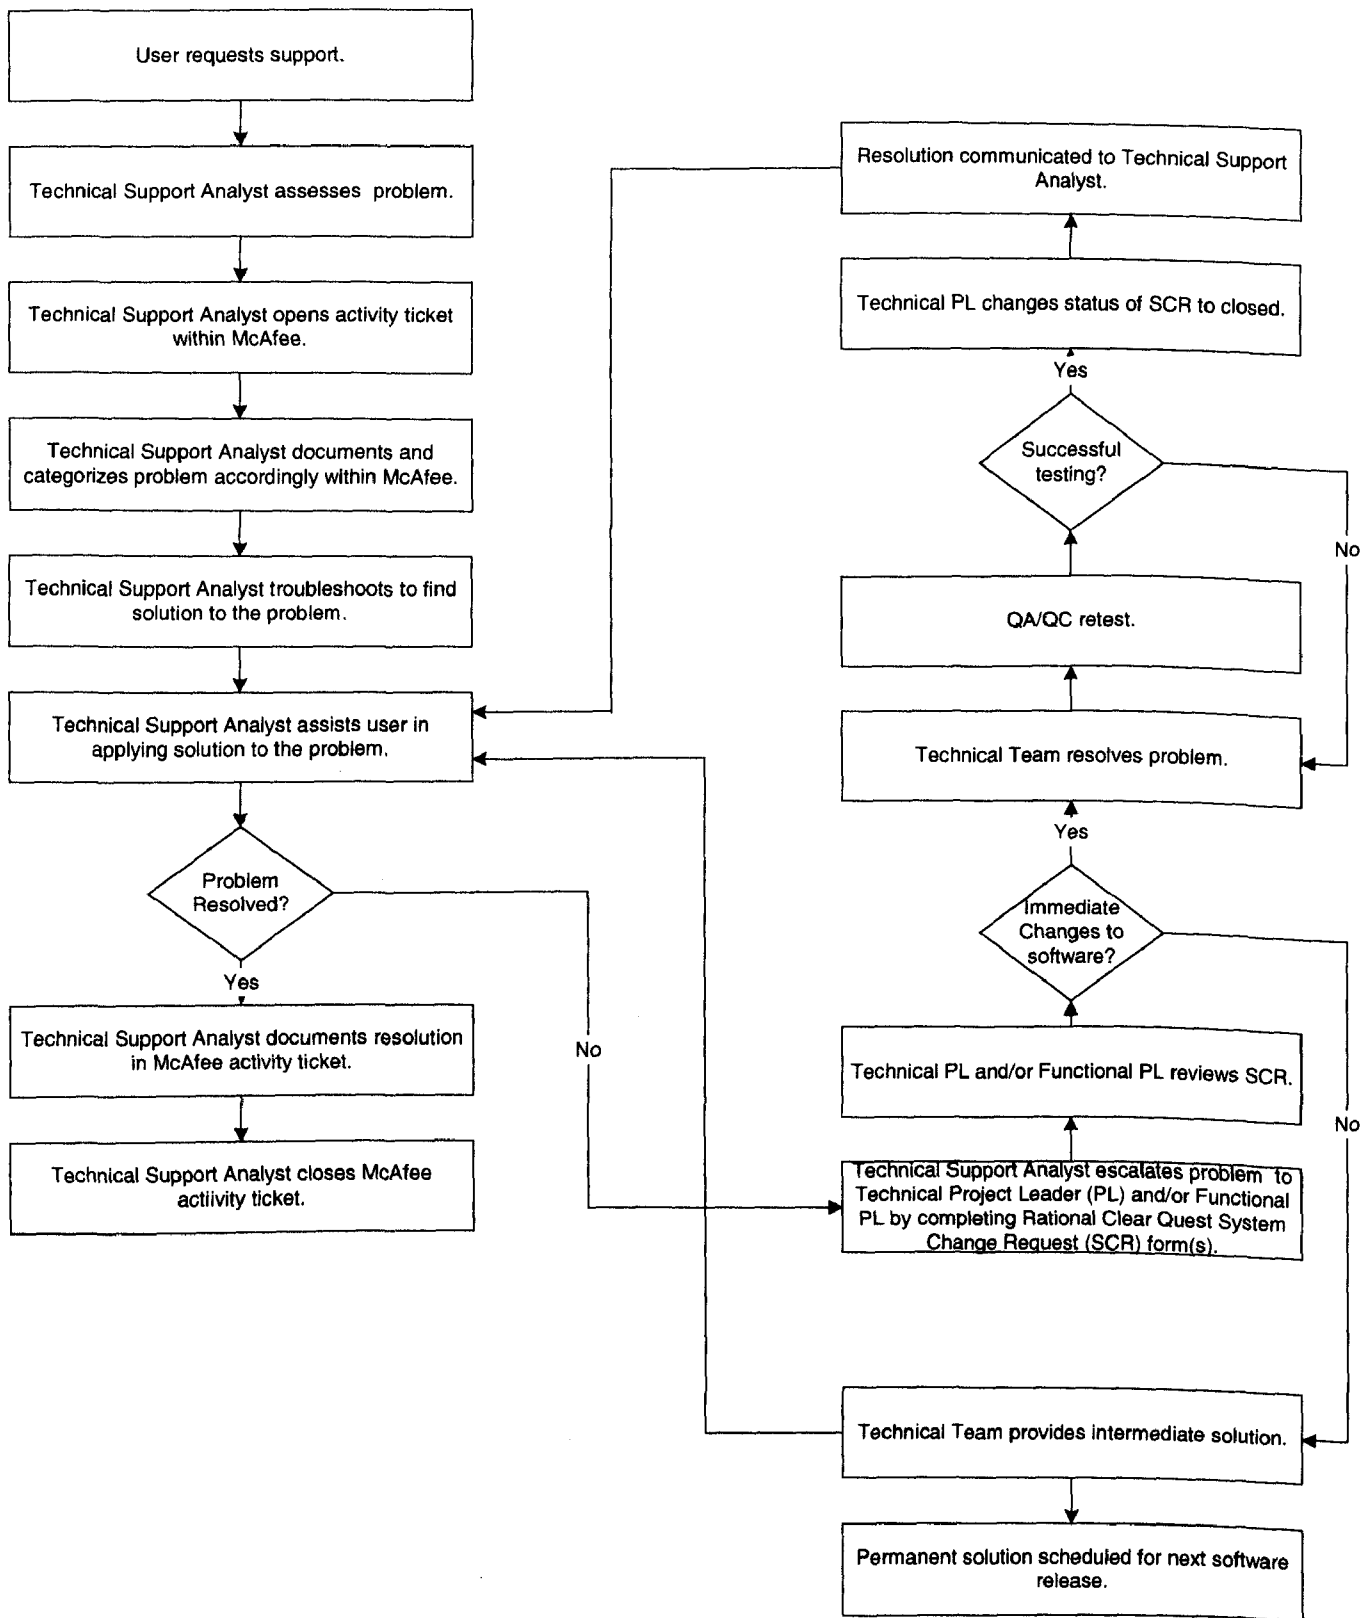 User requests support.
Technical Support Analyst assesses problem.
Technical Support Analyst opens activity ticket
within McAfee.
Technical Support Analyst documents and
categorizes problem accordingly within McAfee.
Technical Support Analyst troubleshoots to find
solution to the problem.
Technical Support Analyst assists user in
applying solution to the problem.
Problem
Resolved?
Yes
No
Technical Support Analyst documents resolution
in McAfee activity ticket.
Technical Support Analyst closes McAfee
actiivity ticket.
Resolution communicated to Technical Support
Analyst.
Technical PL changes status of SCR to closed.
Yes
Successful
testing?
No
QA/QC retest.
Technical Team resolves problem.
Yes
Immediate
Changes to
software?
No
Technical PL and/or Functional PL reviews SCR.
Technical Support Analyst escalates problem to
Technical Project Leader (PL) and/or Functional
PL by completing Rational Clear Quest System
Change Request (SCR) form(s).
Technical Team provides intermediate solution.
Permanent solution scheduled for next software
release.